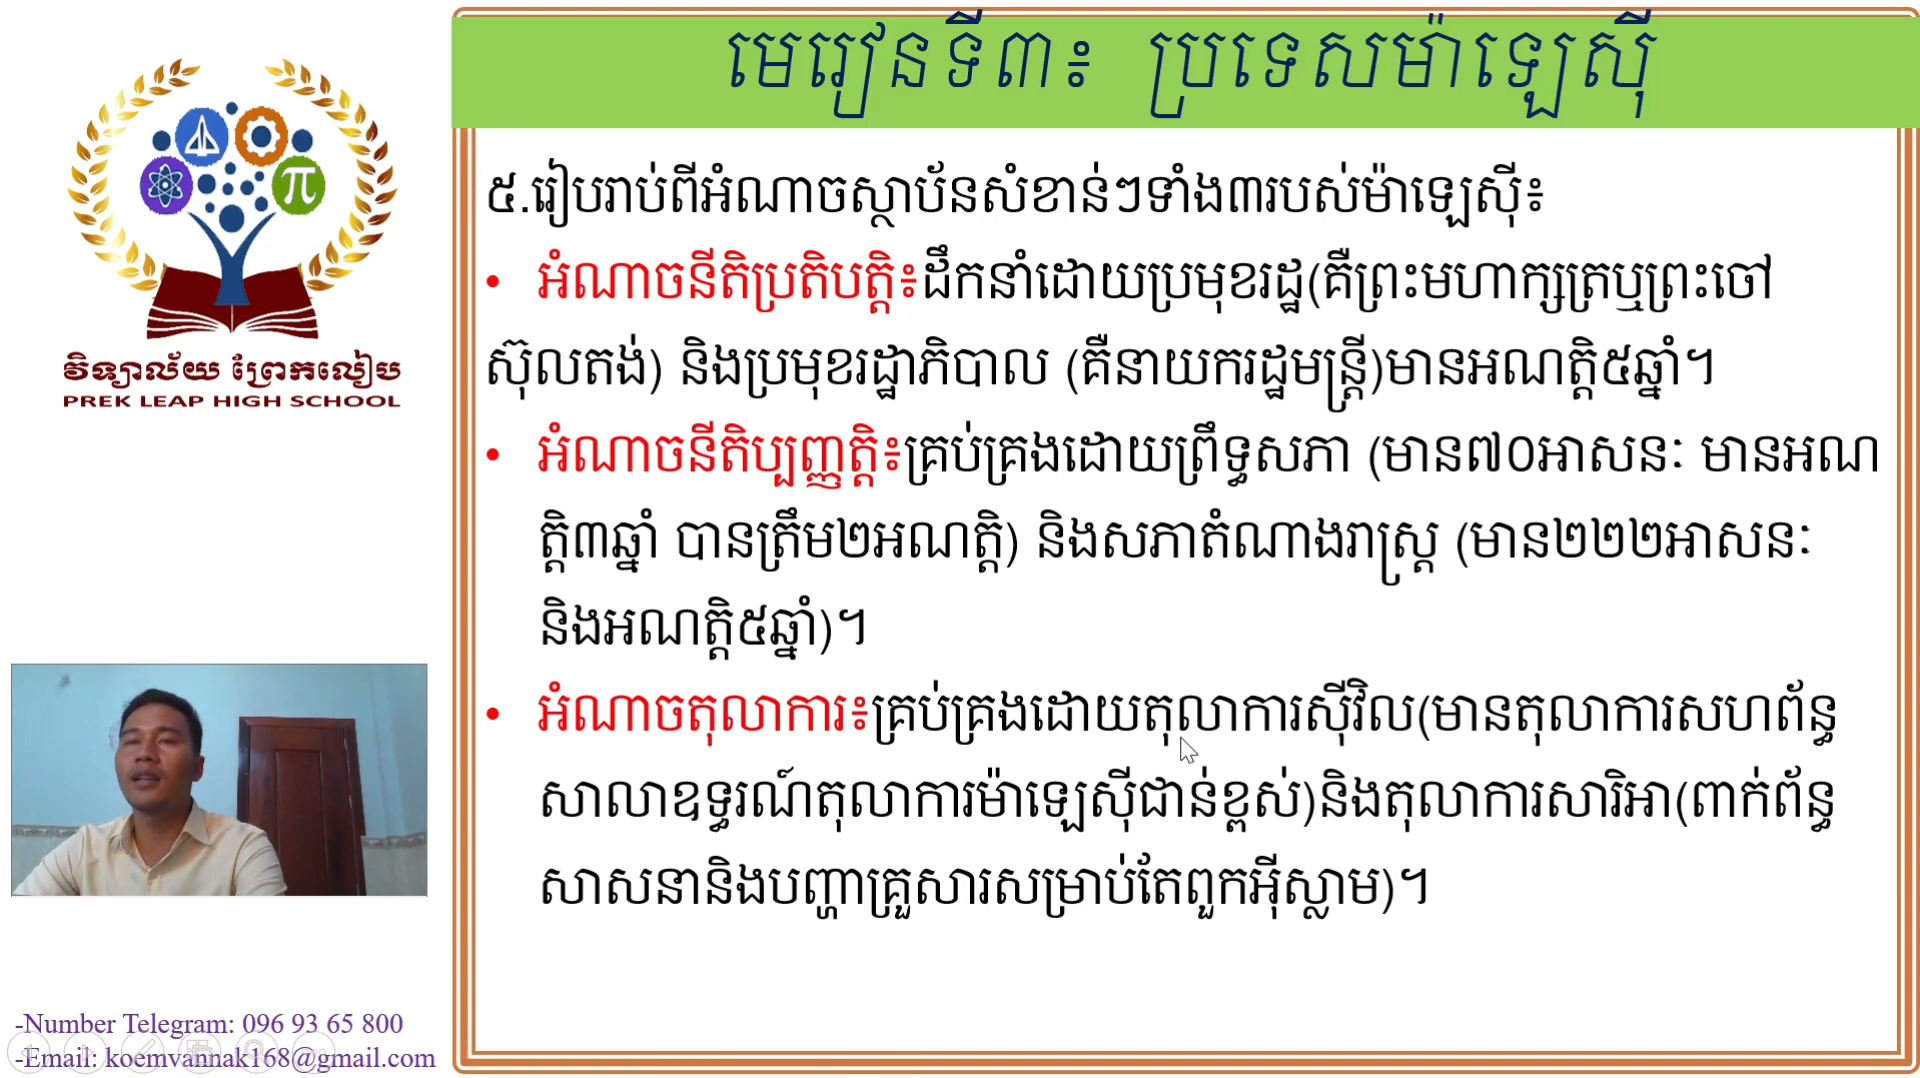 មេរៀនទី៣៖ ប្រទេសម៉ាឡេស៊ី
វិទ្យាល័យ ព្រែកលៀប
PREK LEAP HIGH SCHOOL
៥.រៀបរាប់ពីអំណាចស្ថាប័នសំខាន់ៗទាំង៣របស់ម៉ាឡេស៊ី៖
• អំណាចនីតិប្រតិបត្តិ៖ដឹកនាំដោយប្រមុខរដ្ឋ(គឺព្រះមហាក្សត្រឬព្រះចៅ
ស៊ុលតង់) និងប្រមុខរដ្ឋាភិបាល (គឺនាយករដ្ឋមន្ត្រី)មានអណត្តិ៥ឆ្នាំ។
• អំណាចនីតិប្បញ្ញត្តិ៖គ្រប់គ្រងដោយព្រឹទ្ធសភា (មាន៧០អាសនៈ មានអណ
ត្តិ៣ឆ្នាំ បានត្រឹម២អណត្តិ) និងសភាតំណាងរាស្ត្រ (មាន២២២អាសនៈ
និងអណត្តិ៥ឆ្នាំ)។
• អំណាចតុលាការ៖គ្រប់គ្រងដោយតុលាការស៊ីវិល(មានតុលាការសហព័ន្ធ
សាលាឧទ្ធរណ៍តុលាការម៉ាឡេស៊ីជាន់ខ្ពស់)និងតុលាការសារិអា(ពាក់ព័ន្ធ
សាសនានិងបញ្ហាគ្រួសារសម្រាប់តែពួកអ៊ីស្លាម)។
-Number Telegram: 096 93 65 800
-Email: koemvannak168@gmail.com